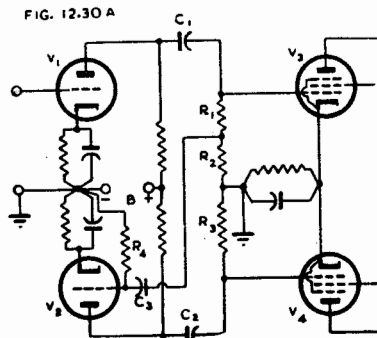 FIG. 12.30 A
C₁
V₁
V₃
R₁
R₂
B
+
−
R₄
R₃
C₃
V₂
C₂
V₄